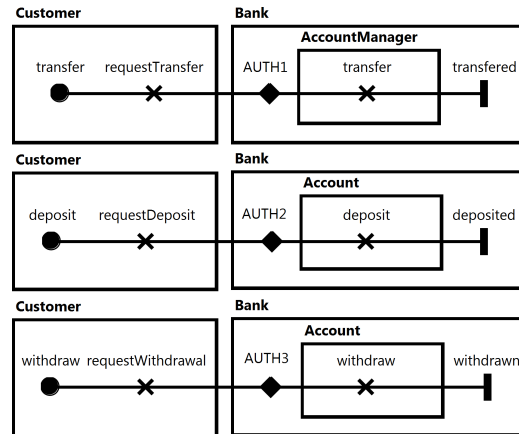 Customer Bank
AccountManager
transfer requestTransfer AUTH1 transfer transfered
Customer Bank
Account
deposit requestDeposit AUTH2 deposit deposited
Customer Bank
Account
withdraw requestWithdrawal AUTH3 withdraw withdrawn